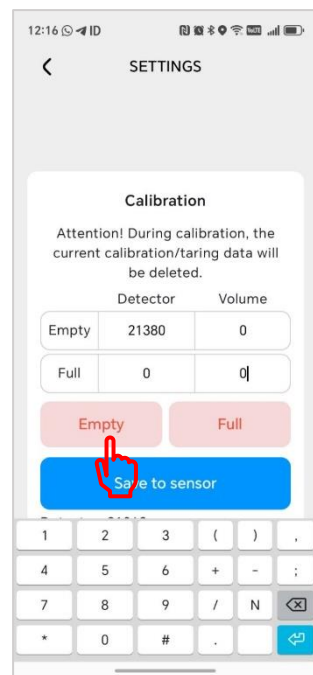 12:16 ID
SETTINGS
Calibration
Attention! During calibration, the
current calibration/taring data will
be deleted.
Detector Volume
Empty 21380 0
Full 0 0
Empty Full
Save to sensor
1 2 3 ( ) ,
4 5 6 + - ;
7 8 9 / N
* 0 # .